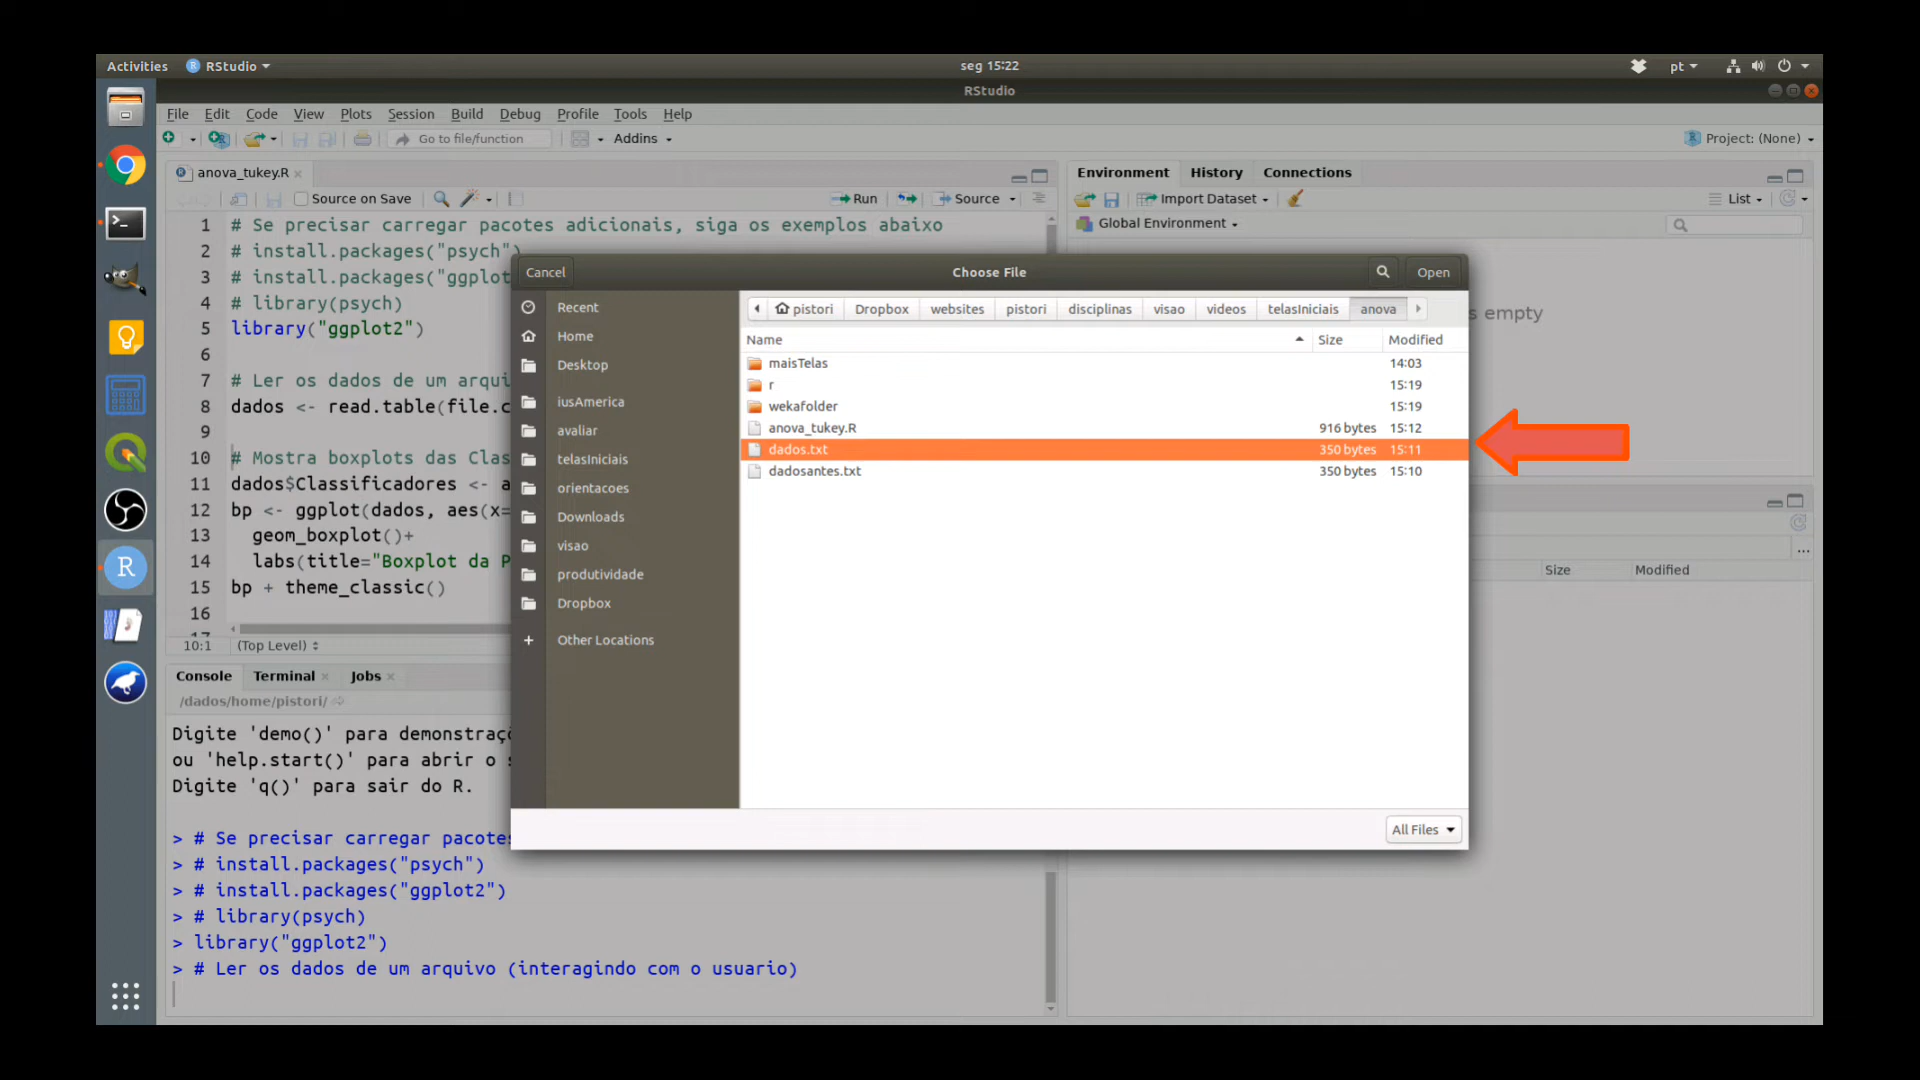 Activities RStudio seg 15:22 pt
RStudio
File Edit Code View Plots Session Build Debug Profile Tools Help
Go to file/function Addins Project: (None)
anova_tukey.R
Source on Save Run Source
1 # Se precisar carregar pacotes adicionais, siga os exemplos abaixo
2 # install.packages("psych")
3 # install.packages("ggplot
4 # library(psych)
5 library("ggplot2")
6
7 # Ler os dados de um arqui
8 dados <- read.table(file.c
9
10 # Mostra boxplots das Clas
11 dados$Classificadores <- a
12 bp <- ggplot(dados, aes(x=
13 geom_boxplot()+
14 labs(title="Boxplot da P
15 bp + theme_classic()
16
17
10:1 (Top Level)
Console Terminal Jobs
/dados/home/pistori/
Digite 'demo()' para demonstraç
ou 'help.start()' para abrir o s
Digite 'q()' para sair do R.
> # Se precisar carregar pacotes
> # install.packages("psych")
> # install.packages("ggplot2")
> # library(psych)
> library("ggplot2")
> # Ler os dados de um arquivo (interagindo com o usuario)
Environment History Connections
Import Dataset List
Global Environment
s empty
Size Modified
...
Cancel Choose File Open
Recent
Home
Desktop
iusAmerica
avaliar
telasIniciais
orientacoes
Downloads
visao
produtividade
Dropbox
+ Other Locations
pistori Dropbox websites pistori disciplinas visao videos telasIniciais anova
Name Size Modified
maisTelas 14:03
r 15:19
wekafolder 15:19
anova_tukey.R 916 bytes 15:12
dados.txt 350 bytes 15:11
dadosantes.txt 350 bytes 15:10
All Files